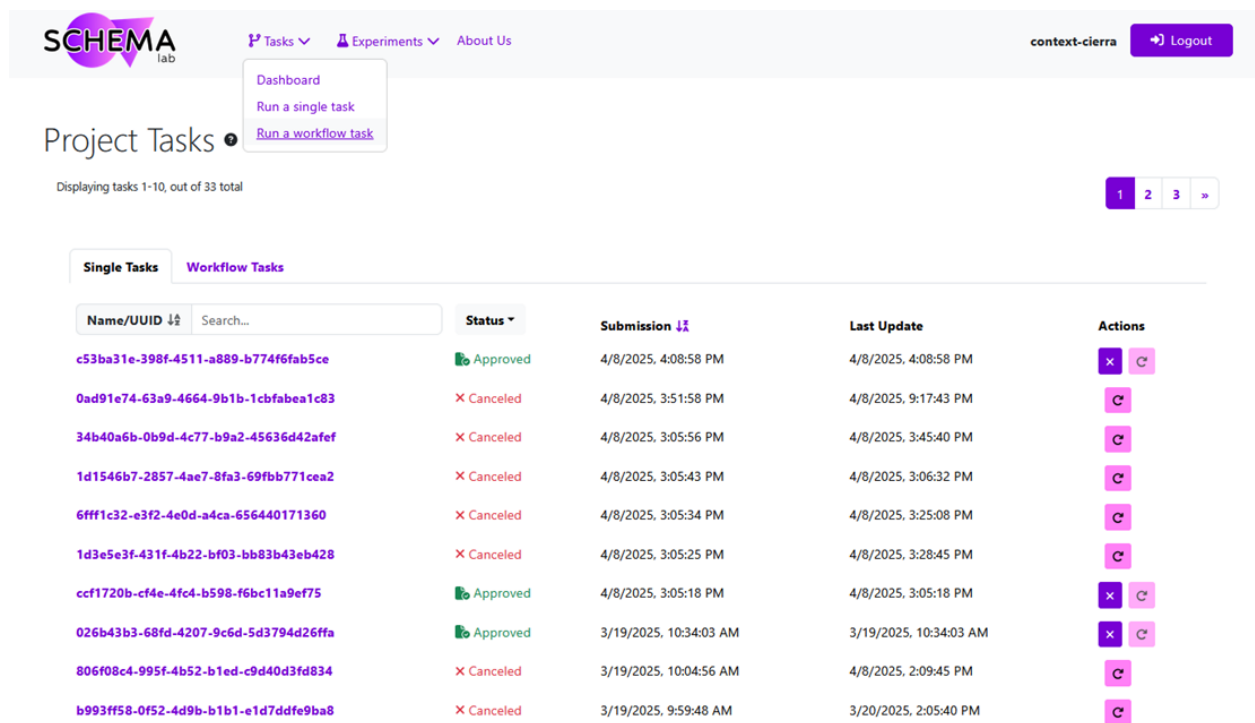 SCHEMA
lab
Tasks
Experiments
About Us
context-cierra
Logout
Dashboard
Run a single task
Run a workflow task
Project Tasks ?
Displaying tasks 1-10, out of 33 total
1 2 3 »
Single Tasks
Workflow Tasks
Name/UUID Search... Status Submission Last Update Actions
c53ba31e-398f-4511-a889-b774f6fab5ce Approved 4/8/2025, 4:08:58 PM 4/8/2025, 4:08:58 PM
0ad91e74-63a9-4664-9b1b-1cbfabea1c83 Canceled 4/8/2025, 3:51:58 PM 4/8/2025, 9:17:43 PM
34b40a6b-0b9d-4c77-b9a2-45636d42afef Canceled 4/8/2025, 3:05:56 PM 4/8/2025, 3:45:40 PM
1d1546b7-2857-4ae7-8fa3-69fbb771cea2 Canceled 4/8/2025, 3:05:43 PM 4/8/2025, 3:06:32 PM
6fff1c32-e3f2-4e0d-a4ca-656440171360 Canceled 4/8/2025, 3:05:34 PM 4/8/2025, 3:25:08 PM
1d3e5e3f-431f-4b22-bf03-bb83b43eb428 Canceled 4/8/2025, 3:05:25 PM 4/8/2025, 3:28:45 PM
ccf1720b-cf4e-4fc4-b598-f6bc11a9ef75 Approved 4/8/2025, 3:05:18 PM 4/8/2025, 3:05:18 PM
026b43b3-68fd-4207-9c6d-5d3794d26ffa Approved 3/19/2025, 10:34:03 AM 3/19/2025, 10:34:03 AM
806f08c4-995f-4b52-b1ed-c9d40d3fd834 Canceled 3/19/2025, 10:04:56 AM 4/8/2025, 2:09:45 PM
b993ff58-0f52-4d9b-b1b1-e1d7ddfe9ba8 Canceled 3/19/2025, 9:59:48 AM 3/20/2025, 2:05:40 PM